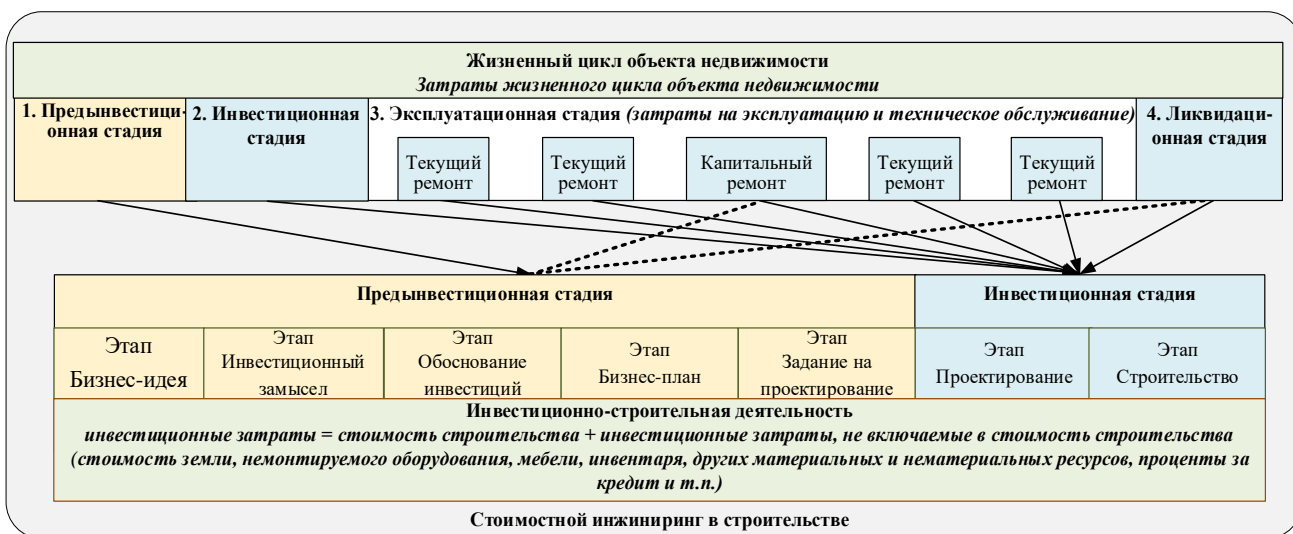 Жизненный цикл объекта недвижимости
Затраты жизненного цикла объекта недвижимости
1. Предынвестици-
онная стадия
2. Инвестиционная
стадия
3. Эксплуатационная стадия (затраты на эксплуатацию и техническое обслуживание)
Текущий
ремонт
Текущий
ремонт
Капитальный
ремонт
Текущий
ремонт
Текущий
ремонт
4. Ликвидаци-
онная стадия
Предынвестиционная стадия
Инвестиционная стадия
Этап
Бизнес-идея
Этап
Инвестиционный
замысел
Этап
Обоснование
инвестиций
Этап
Бизнес-план
Этап
Задание на
проектирование
Этап
Проектирование
Этап
Строительство
Инвестиционно-строительная деятельность
инвестиционные затраты = стоимость строительства + инвестиционные затраты, не включаемые в стоимость строительства
(стоимость земли, немонтируемого оборудования, мебели, инвентаря, других материальных и нематериальных ресурсов, проценты за
кредит и т.п.)
Стоимостной инжиниринг в строительстве